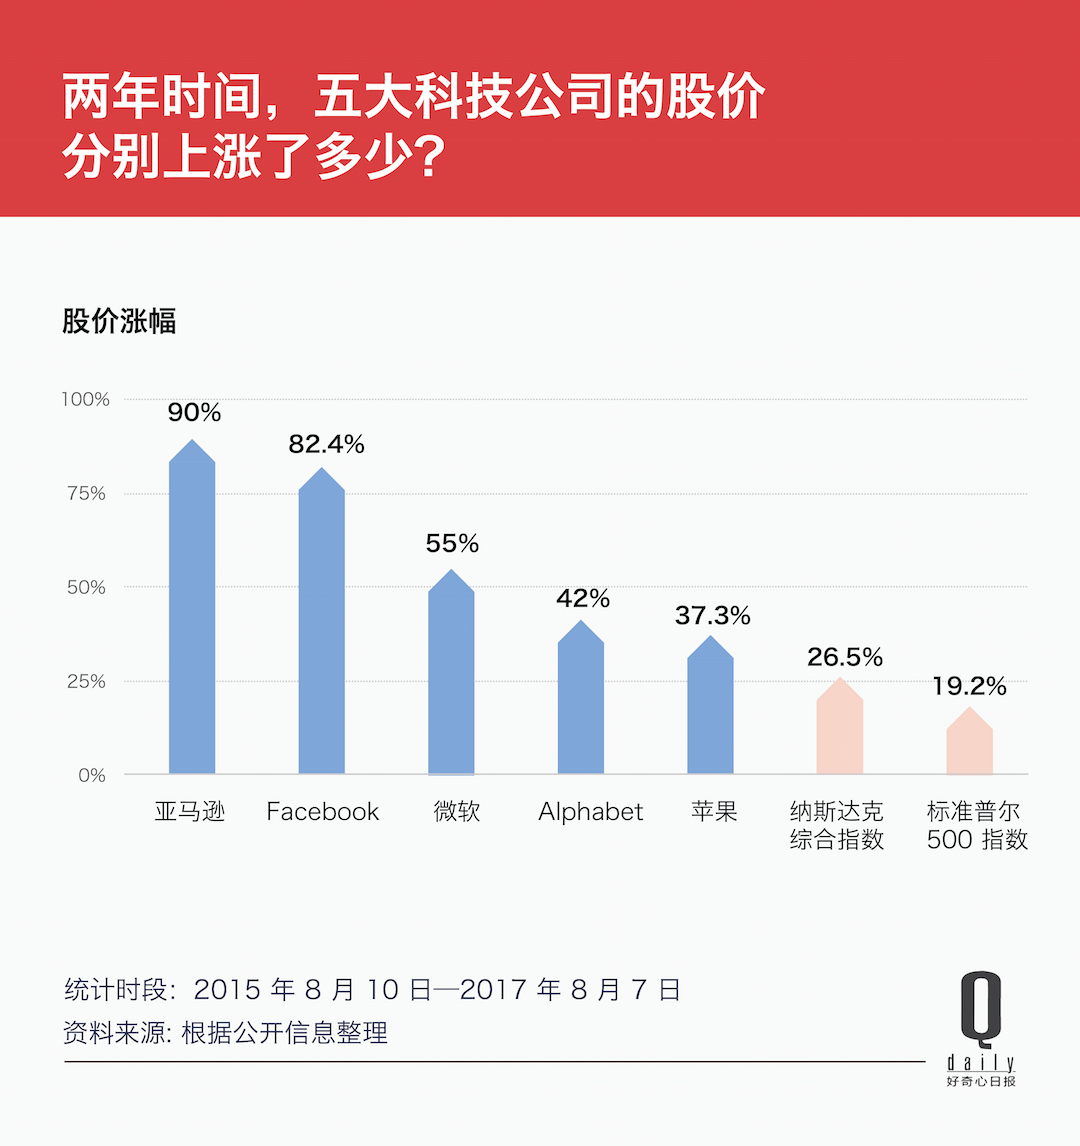 两年时间，五大科技公司的股价
分别上涨了多少？
股价涨幅
100%
75%
50%
25%
0%
90%
82.4%
55%
42%
37.3%
26.5%
19.2%
亚马逊
Facebook
微软
Alphabet
苹果
纳斯达克
综合指数
标准普尔
500 指数
统计时段：2015 年 8 月 10 日—2017 年 8 月 7 日
资料来源: 根据公开信息整理
Q
daily
好奇心日报